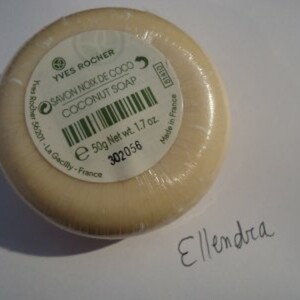 YVES ROCHER
SAVON NOIX DE COCO
COCONUT SOAP
℮ 50g Net wt. 1.7 oz.
302056
Yves Rocher 56201 - La Gacilly - France
Made in France
Ellendra